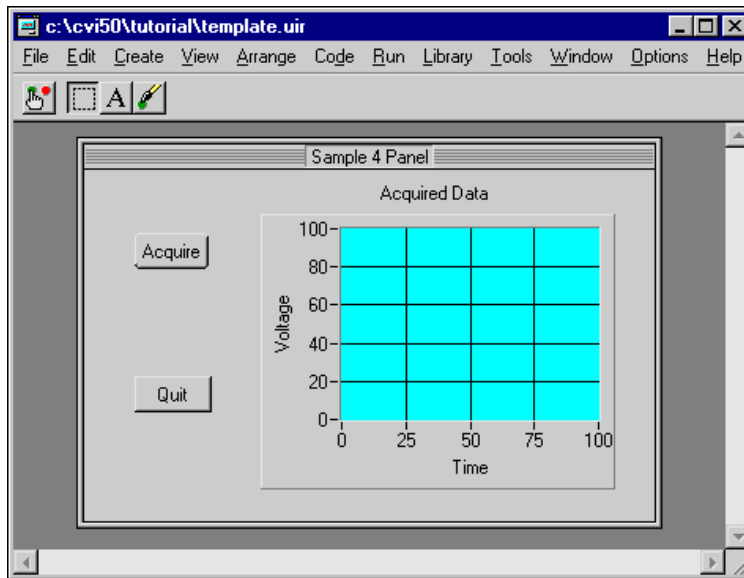 c:\cvi50\tutorial\template.uir
File Edit Create View Arrange Code Run Library Tools Window Options Help
A
Sample 4 Panel
Acquired Data
Acquire
Quit
Voltage
100
80
60
40
20
0
0 25 50 75 100
Time